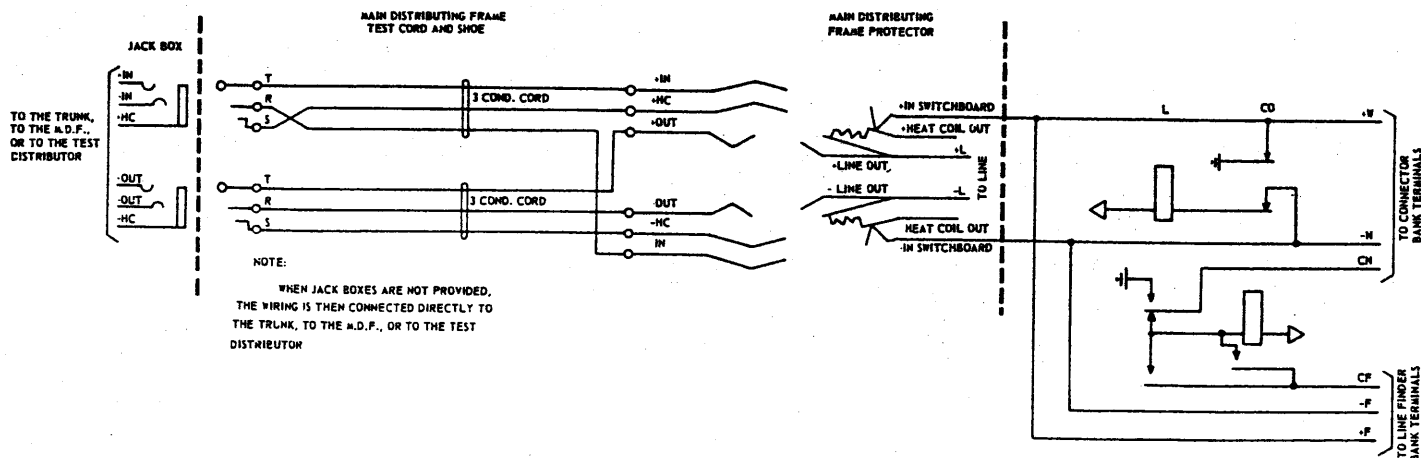 MAIN DISTRIBUTING FRAME
TEST CORD AND SHOE
MAIN DISTRIBUTING
FRAME PROTECTOR
JACK BOX
-IN
-IN
+HC
TO THE TRUNK,
TO THE M.D.F.,
OR TO THE TEST
DISTRIBUTOR
-OUT
-OUT
-HC
T
R
S
3 COND. CORD
+IN
+HC
+OUT
T
R
S
3 COND. CORD
-OUT
-HC
IN
+IN SWITCHBOARD
+HEAT COIL OUT
+L
+LINE OUT
TO LINE
- LINE OUT
-L
HEAT COIL OUT
-IN SWITCHBOARD
L
CO
+W
-N
CN
TO CONNECTOR
BANK TERMINALS
CF
-F
+F
TO LINE FINDER
BANK TERMINALS
NOTE:
WHEN JACK BOXES ARE NOT PROVIDED,
THE WIRING IS THEN CONNECTED DIRECTLY TO
THE TRUNK, TO THE M.D.F., OR TO THE TEST
DISTRIBUTOR